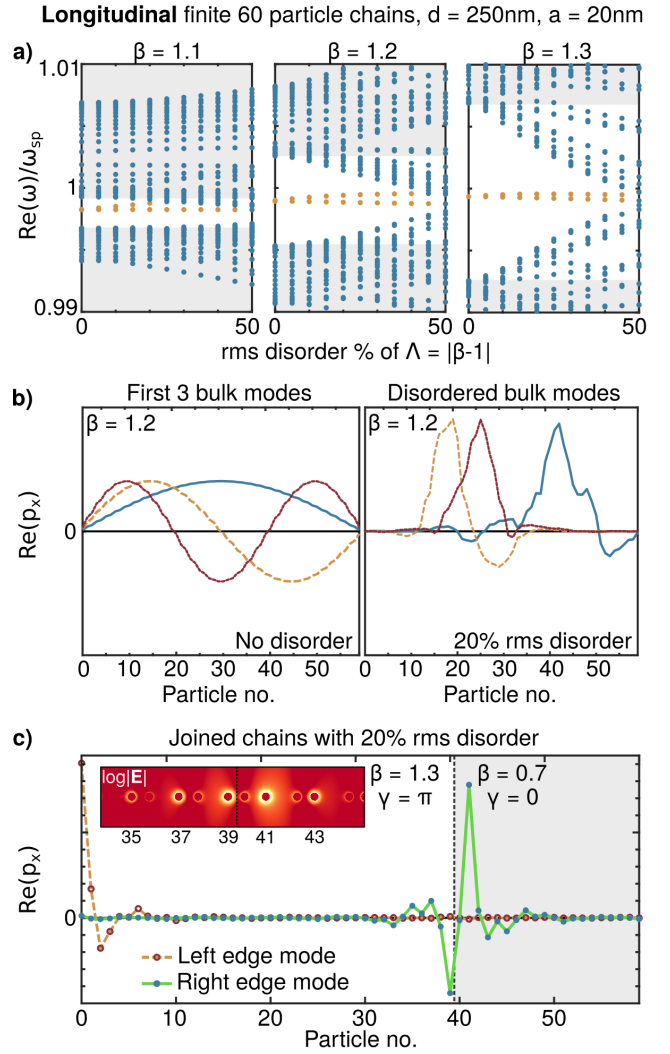 Longitudinal finite 60 particle chains, d = 250nm, a = 20nm
a)
β = 1.1
β = 1.2
β = 1.3
1.01
1
0.99
Re(ω)/ω_sp
0
50
0
50
0
50
rms disorder % of Λ = |β-1|
b)
First 3 bulk modes
Disordered bulk modes
β = 1.2
β = 1.2
Re(p_x)
0
No disorder
20% rms disorder
0 10 20 30 40 50
0 10 20 30 40 50
Particle no.
Particle no.
c)
Joined chains with 20% rms disorder
log|E|
35 37 39 41 43
β = 1.3
γ = π
β = 0.7
γ = 0
Re(p_x)
0
Left edge mode
Right edge mode
0 10 20 30 40 50
Particle no.